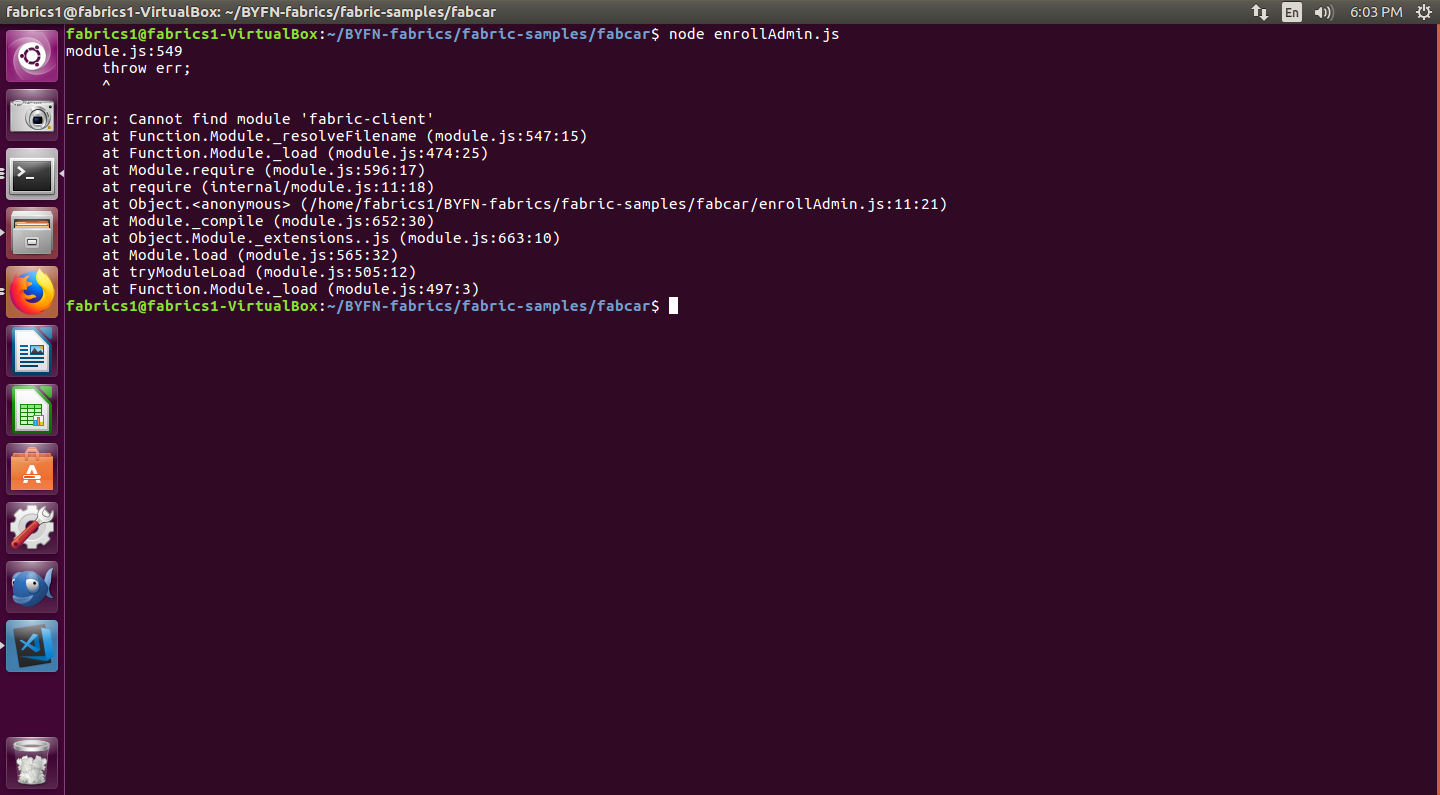 fabrics1@fabrics1-VirtualBox: ~/BYFN-fabrics/fabric-samples/fabcar En 6:03 PM
fabrics1@fabrics1-VirtualBox:~/BYFN-fabrics/fabric-samples/fabcar$ node enrollAdmin.js
module.js:549
    throw err;
    ^

Error: Cannot find module 'fabric-client'
    at Function.Module._resolveFilename (module.js:547:15)
    at Function.Module._load (module.js:474:25)
    at Module.require (module.js:596:17)
    at require (internal/module.js:11:18)
    at Object.<anonymous> (/home/fabrics1/BYFN-fabrics/fabric-samples/fabcar/enrollAdmin.js:11:21)
    at Module._compile (module.js:652:30)
    at Object.Module._extensions..js (module.js:663:10)
    at Module.load (module.js:565:32)
    at tryModuleLoad (module.js:505:12)
    at Function.Module._load (module.js:497:3)
fabrics1@fabrics1-VirtualBox:~/BYFN-fabrics/fabric-samples/fabcar$